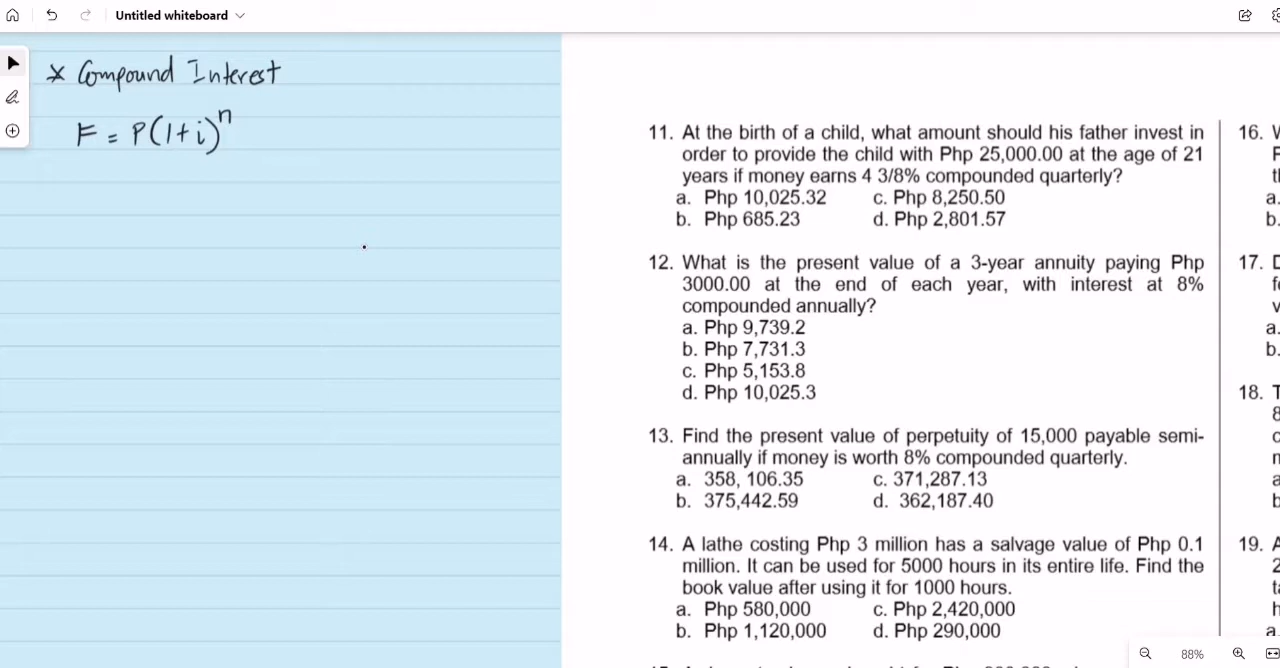 Untitled whiteboard
* Compound Interest
F = P(1+i)^n
11. At the birth of a child, what amount should his father invest in
order to provide the child with Php 25,000.00 at the age of 21
years if money earns 4 3/8% compounded quarterly?
a. Php 10,025.32 c. Php 8,250.50
b. Php 685.23 d. Php 2,801.57
12. What is the present value of a 3-year annuity paying Php
3000.00 at the end of each year, with interest at 8%
compounded annually?
a. Php 9,739.2
b. Php 7,731.3
c. Php 5,153.8
d. Php 10,025.3
13. Find the present value of perpetuity of 15,000 payable semi-
annually if money is worth 8% compounded quarterly.
a. 358, 106.35 c. 371,287.13
b. 375,442.59 d. 362,187.40
14. A lathe costing Php 3 million has a salvage value of Php 0.1
million. It can be used for 5000 hours in its entire life. Find the
book value after using it for 1000 hours.
a. Php 580,000 c. Php 2,420,000
b. Php 1,120,000 d. Php 290,000
16.
a.
b.
17.
a.
b.
18.
19.
88%